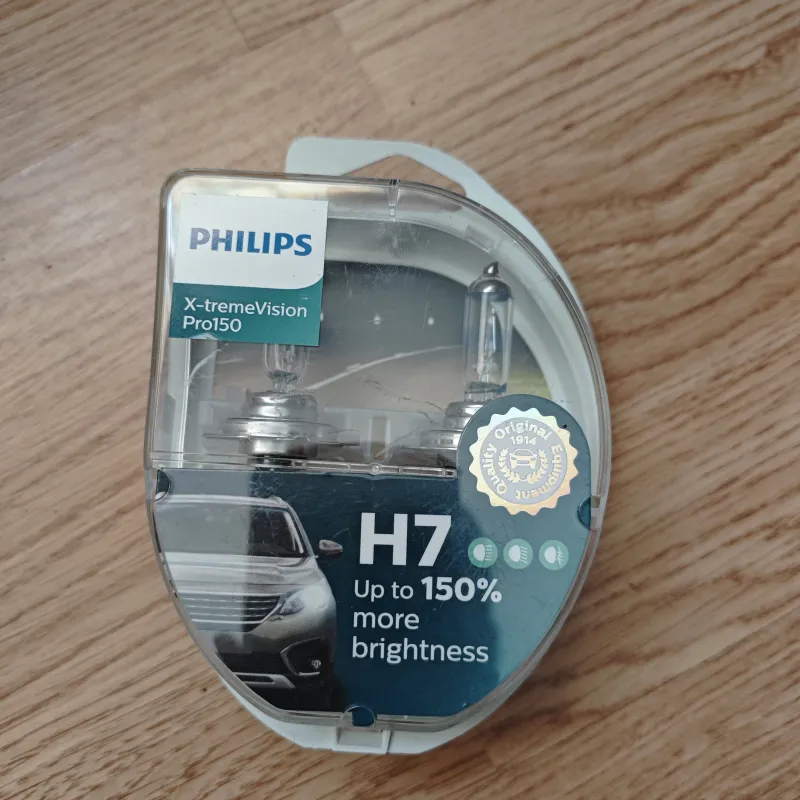 PHILIPS
X-tremeVision
Pro150
Quality Original Equipment
1914
H7
Up to 150%
more
brightness